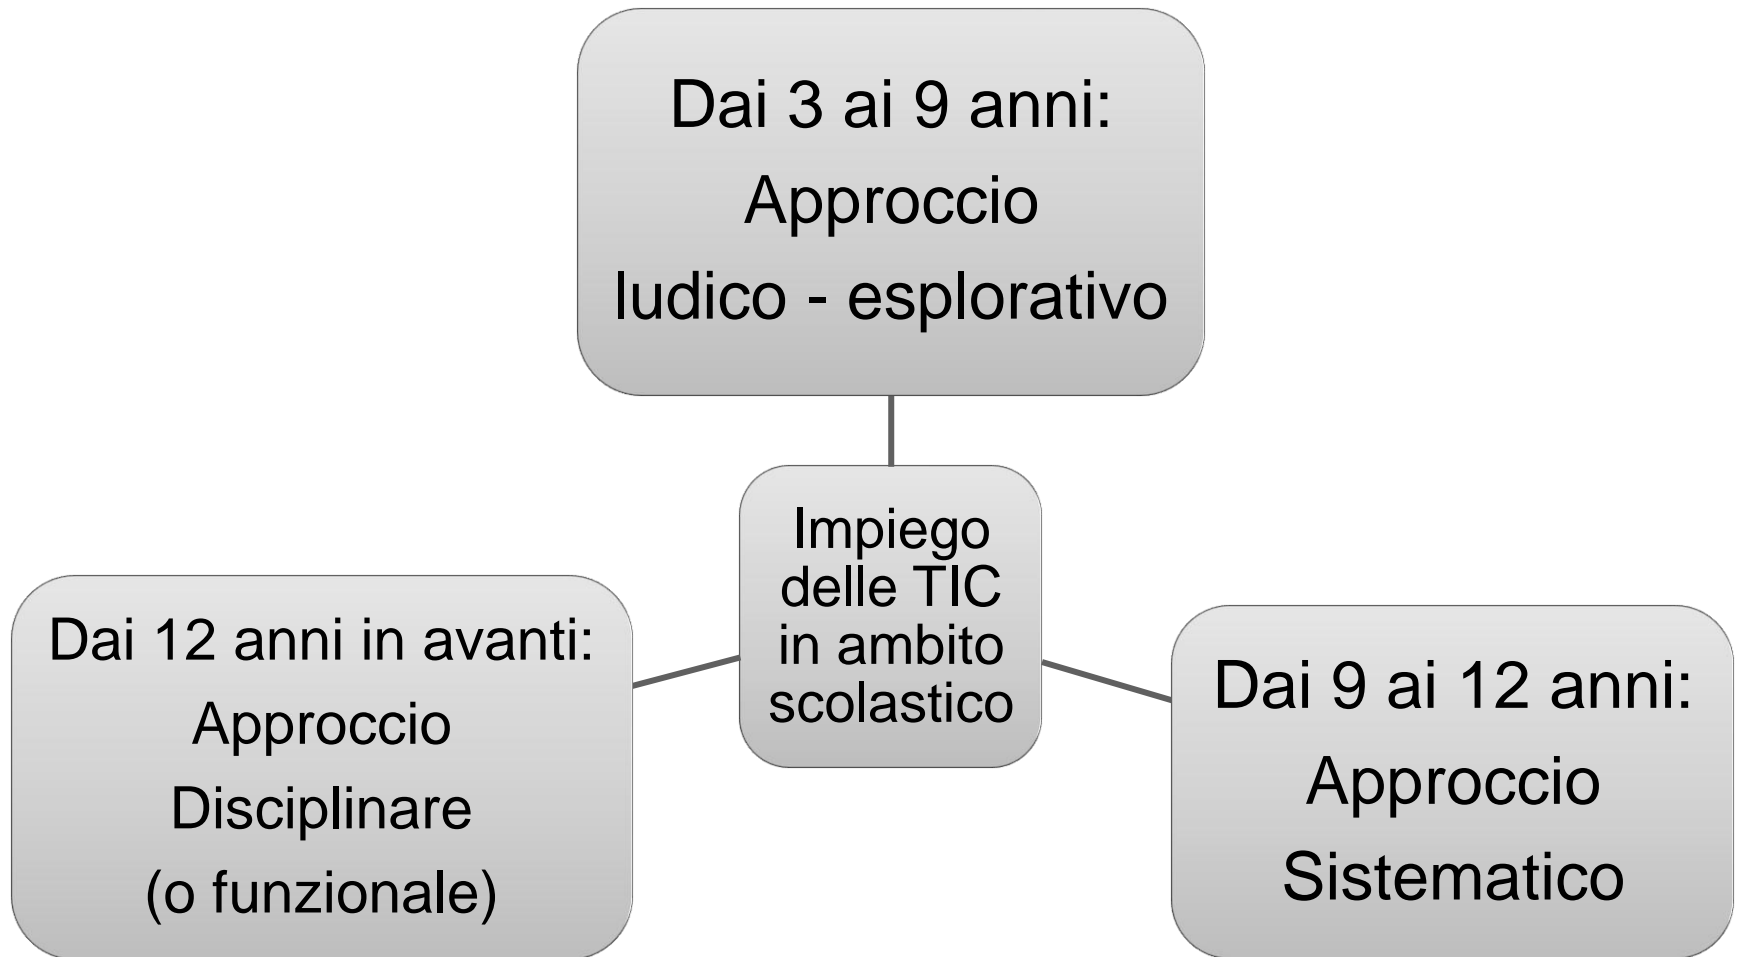 Dai 3 ai 9 anni:
Approccio
ludico - esplorativo
Impiego
delle TIC
in ambito
scolastico
Dai 12 anni in avanti:
Approccio
Disciplinare
(o funzionale)
Dai 9 ai 12 anni:
Approccio
Sistematico